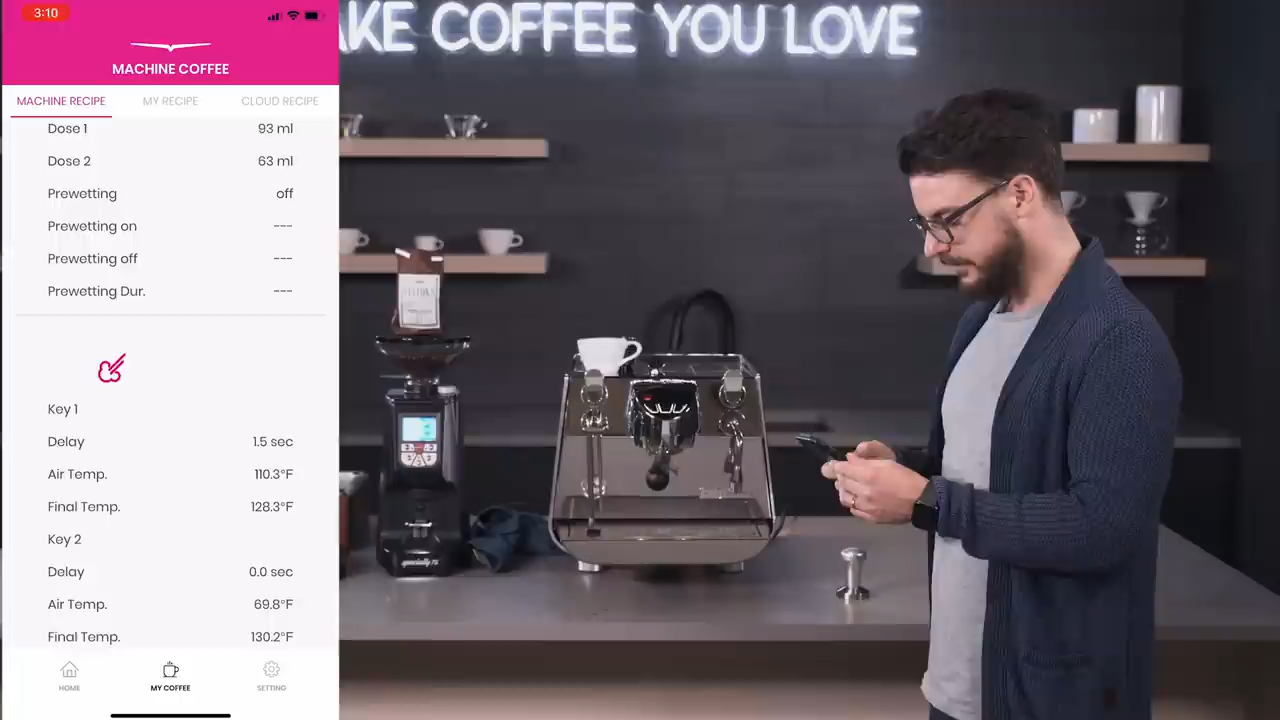 3:10
MACHINE COFFEE
MACHINE RECIPE
MY RECIPE
CLOUD RECIPE
Dose 1 93 ml
Dose 2 63 ml
Prewetting off
Prewetting on ---
Prewetting off ---
Prewetting Dur. ---
Key 1
Delay 1.5 sec
Air Temp. 110.3°F
Final Temp. 128.3°F
Key 2
Delay 0.0 sec
Air Temp. 69.8°F
Final Temp. 130.2°F
HOME
MY COFFEE
SETTING
AKE COFFEE YOU LOVE
specialty